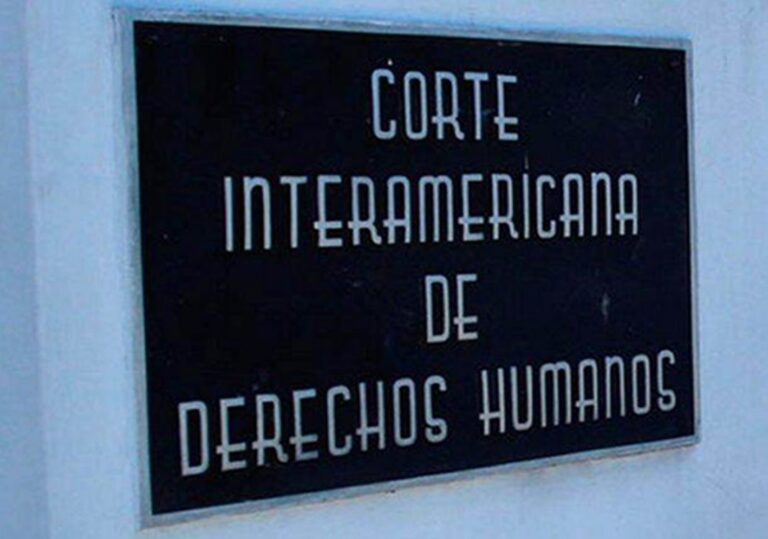 CORTE
INTERAMERICANA
DE
DERECHOS HUMANOS